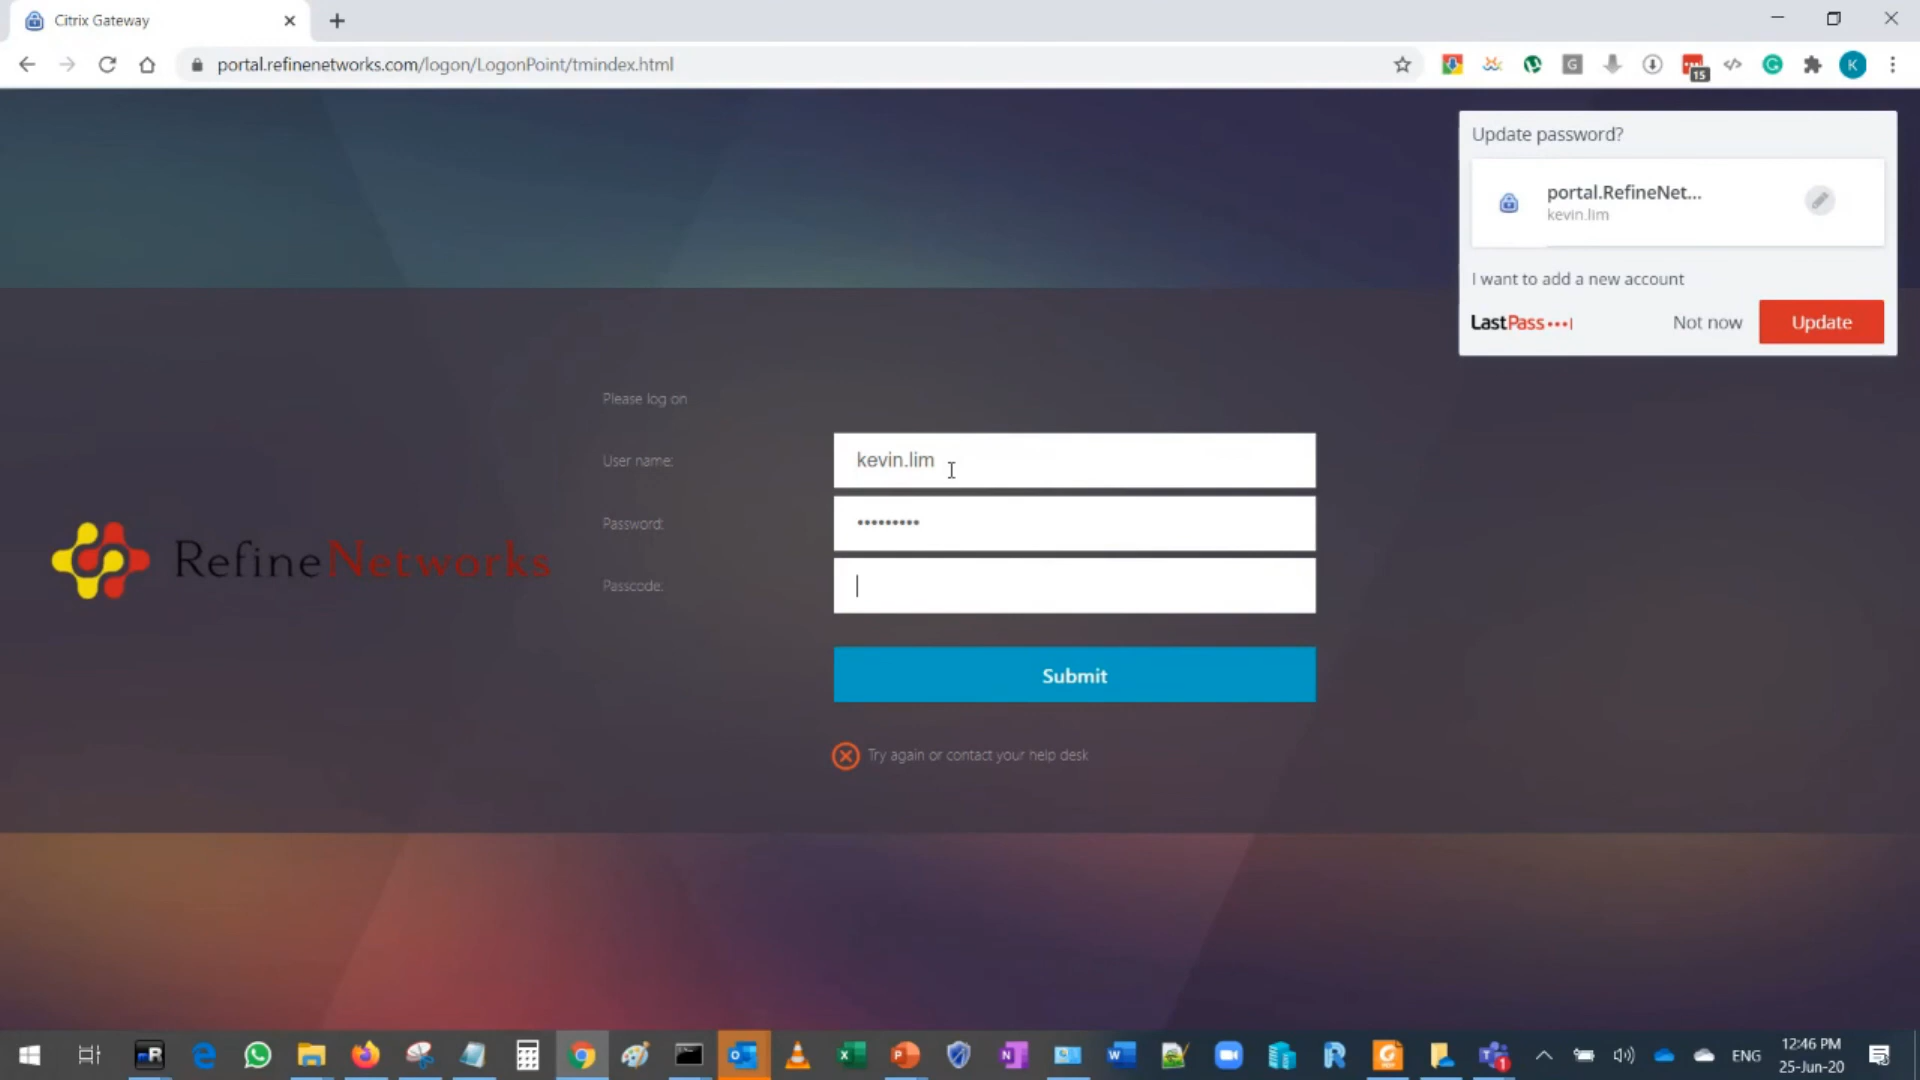 Citrix Gateway
portal.refinenetworks.com/logon/LogonPoint/tmindex.html
G
15
K
Update password?
portal.RefineNet...
kevin.lim
I want to add a new account
LastPass
Not now
Update
Please log on
User name:
kevin.lim
Password:
•••••••••
RefineNetworks
Passcode:
Submit
Try again or contact your help desk
ENG
12:46 PM
25-Jun-20